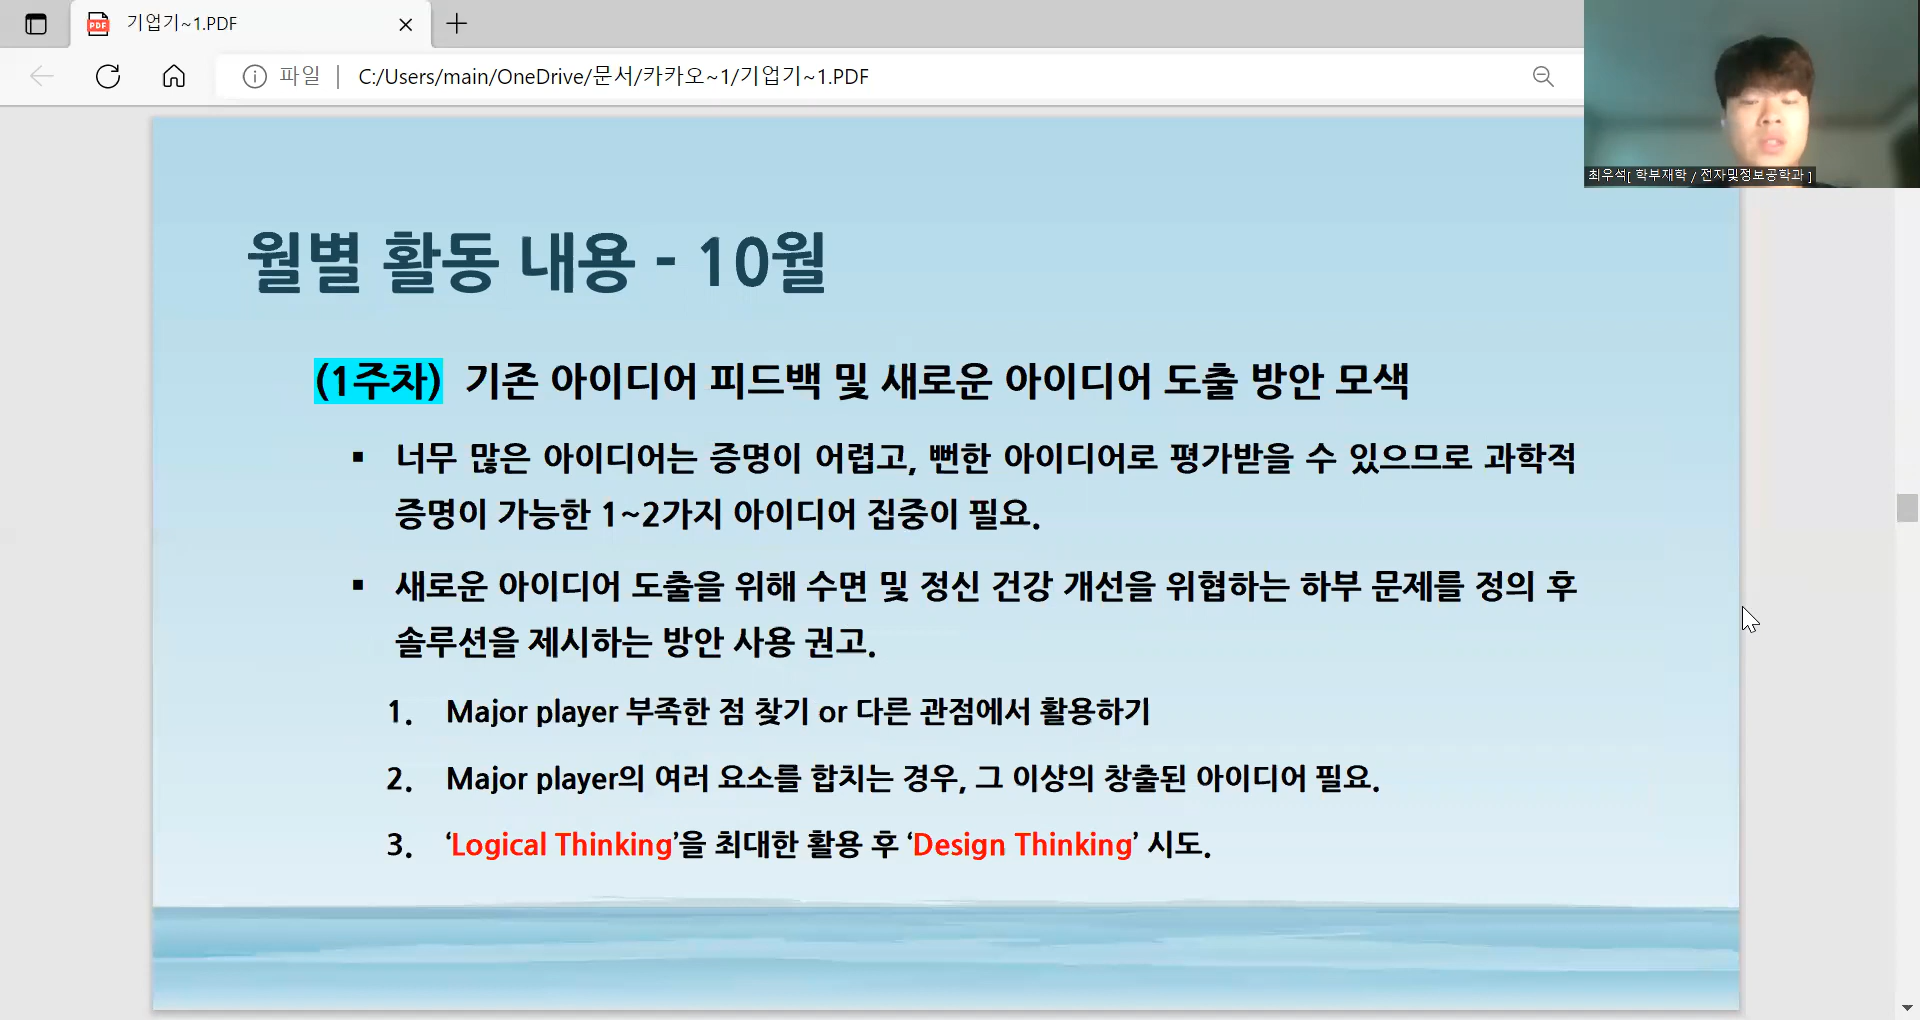 기업기~1.PDF
파일
C:/Users/main/OneDrive/문서/카카오~1/기업기~1.PDF
최우석[ 학부재학 / 전자및정보공학과 ]
월별 활동 내용 - 10월
(1주차) 기존 아이디어 피드백 및 새로운 아이디어 도출 방안 모색
▪ 너무 많은 아이디어는 증명이 어렵고, 뻔한 아이디어로 평가받을 수 있으므로 과학적
증명이 가능한 1~2가지 아이디어 집중이 필요.
▪ 새로운 아이디어 도출을 위해 수면 및 정신 건강 개선을 위협하는 하부 문제를 정의 후
솔루션을 제시하는 방안 사용 권고.
1. Major player 부족한 점 찾기 or 다른 관점에서 활용하기
2. Major player의 여러 요소를 합치는 경우, 그 이상의 창출된 아이디어 필요.
3. ‘Logical Thinking’을 최대한 활용 후 ‘Design Thinking’ 시도.